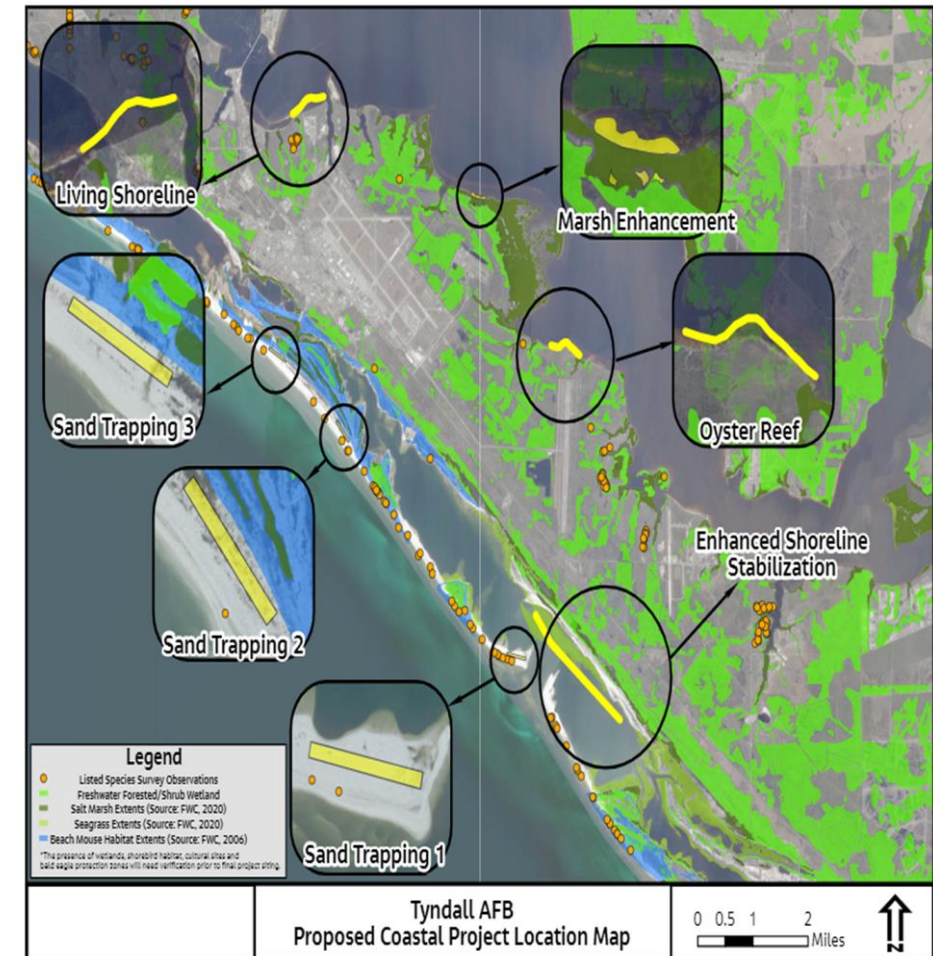 Living Shoreline
Marsh Enhancement
Sand Trapping 3
Oyster Reef
Enhanced Shoreline
Stabilization
Sand Trapping 2
Sand Trapping 1
Legend
Listed Species Survey Observations
Freshwater Forested/Shrub Wetland
Salt Marsh Extents (Source: FWC, 2020)
Seagrass Extents (Source: FWC, 2020)
Beach Mouse Habitat Extents (Source: FWC, 2006)
*The presence of wetlands, shorebird habitat, cultural sites and
bald eagle protection zones will need verification prior to final project siting.
Tyndall AFB
Proposed Coastal Project Location Map
0 0.5 1 2
Miles
N